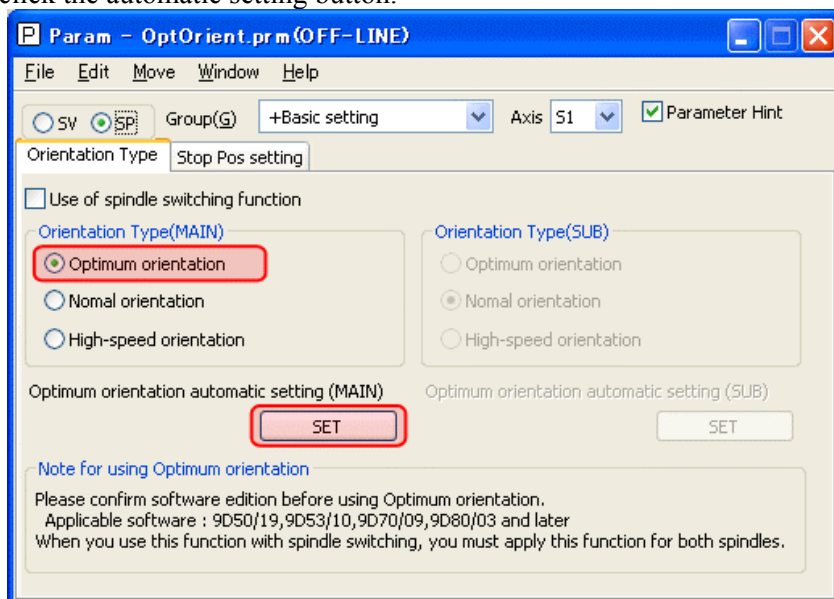 click the automatic setting button.
P Param - OptOrient.prm(OFF-LINE)
File Edit Move Window Help
SV SP Group(G) +Basic setting Axis S1 Parameter Hint
Orientation Type Stop Pos setting
Use of spindle switching function
Orientation Type(MAIN) Orientation Type(SUB)
Optimum orientation Optimum orientation
Nomal orientation Nomal orientation
High-speed orientation High-speed orientation
Optimum orientation automatic setting (MAIN) Optimum orientation automatic setting (SUB)
SET SET
Note for using Optimum orientation
Please confirm software edition before using Optimum orientation.
Applicable software : 9D50/19,9D53/10,9D70/09,9D80/03 and later
When you use this function with spindle switching, you must apply this function for both spindles.